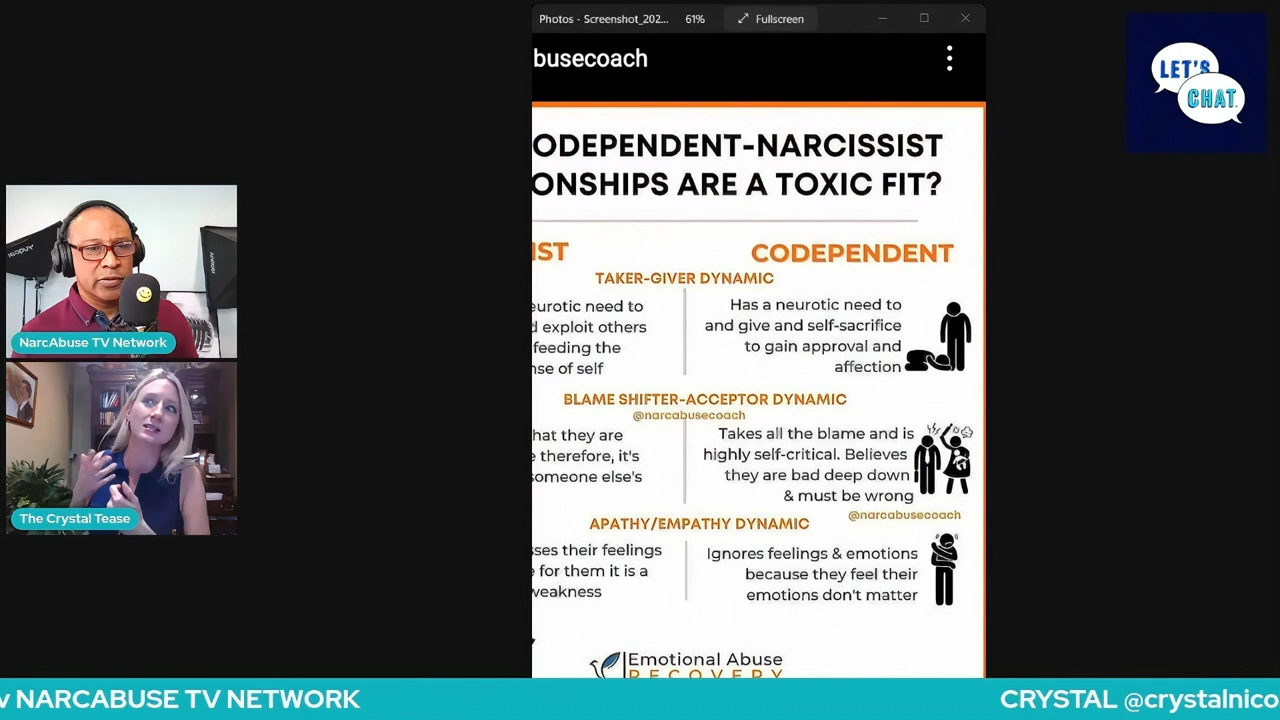 Photos - Screenshot_202...
61%
Fullscreen
busecoach
LET'S
CHAT
ODEPENDENT-NARCISSIST
ONSHIPS ARE A TOXIC FIT?
IST
CODEPENDENT
TAKER-GIVER DYNAMIC
eurotic need to
d exploit others
feeding the
nse of self
Has a neurotic need to
and give and self-sacrifice
to gain approval and
affection
BLAME SHIFTER-ACCEPTOR DYNAMIC
@narcabusecoach
hat they are
e therefore, it's
someone else's
Takes all the blame and is
highly self-critical. Believes
they are bad deep down
& must be wrong
@narcabusecoach
APATHY/EMPATHY DYNAMIC
sses their feelings
e for them it is a
weakness
Ignores feelings & emotions
because they feel their
emotions don't matter
Emotional Abuse
RECOVERY
NarcAbuse TV Network
The Crystal Tease
v NARCABUSE TV NETWORK
CRYSTAL @crystalnico